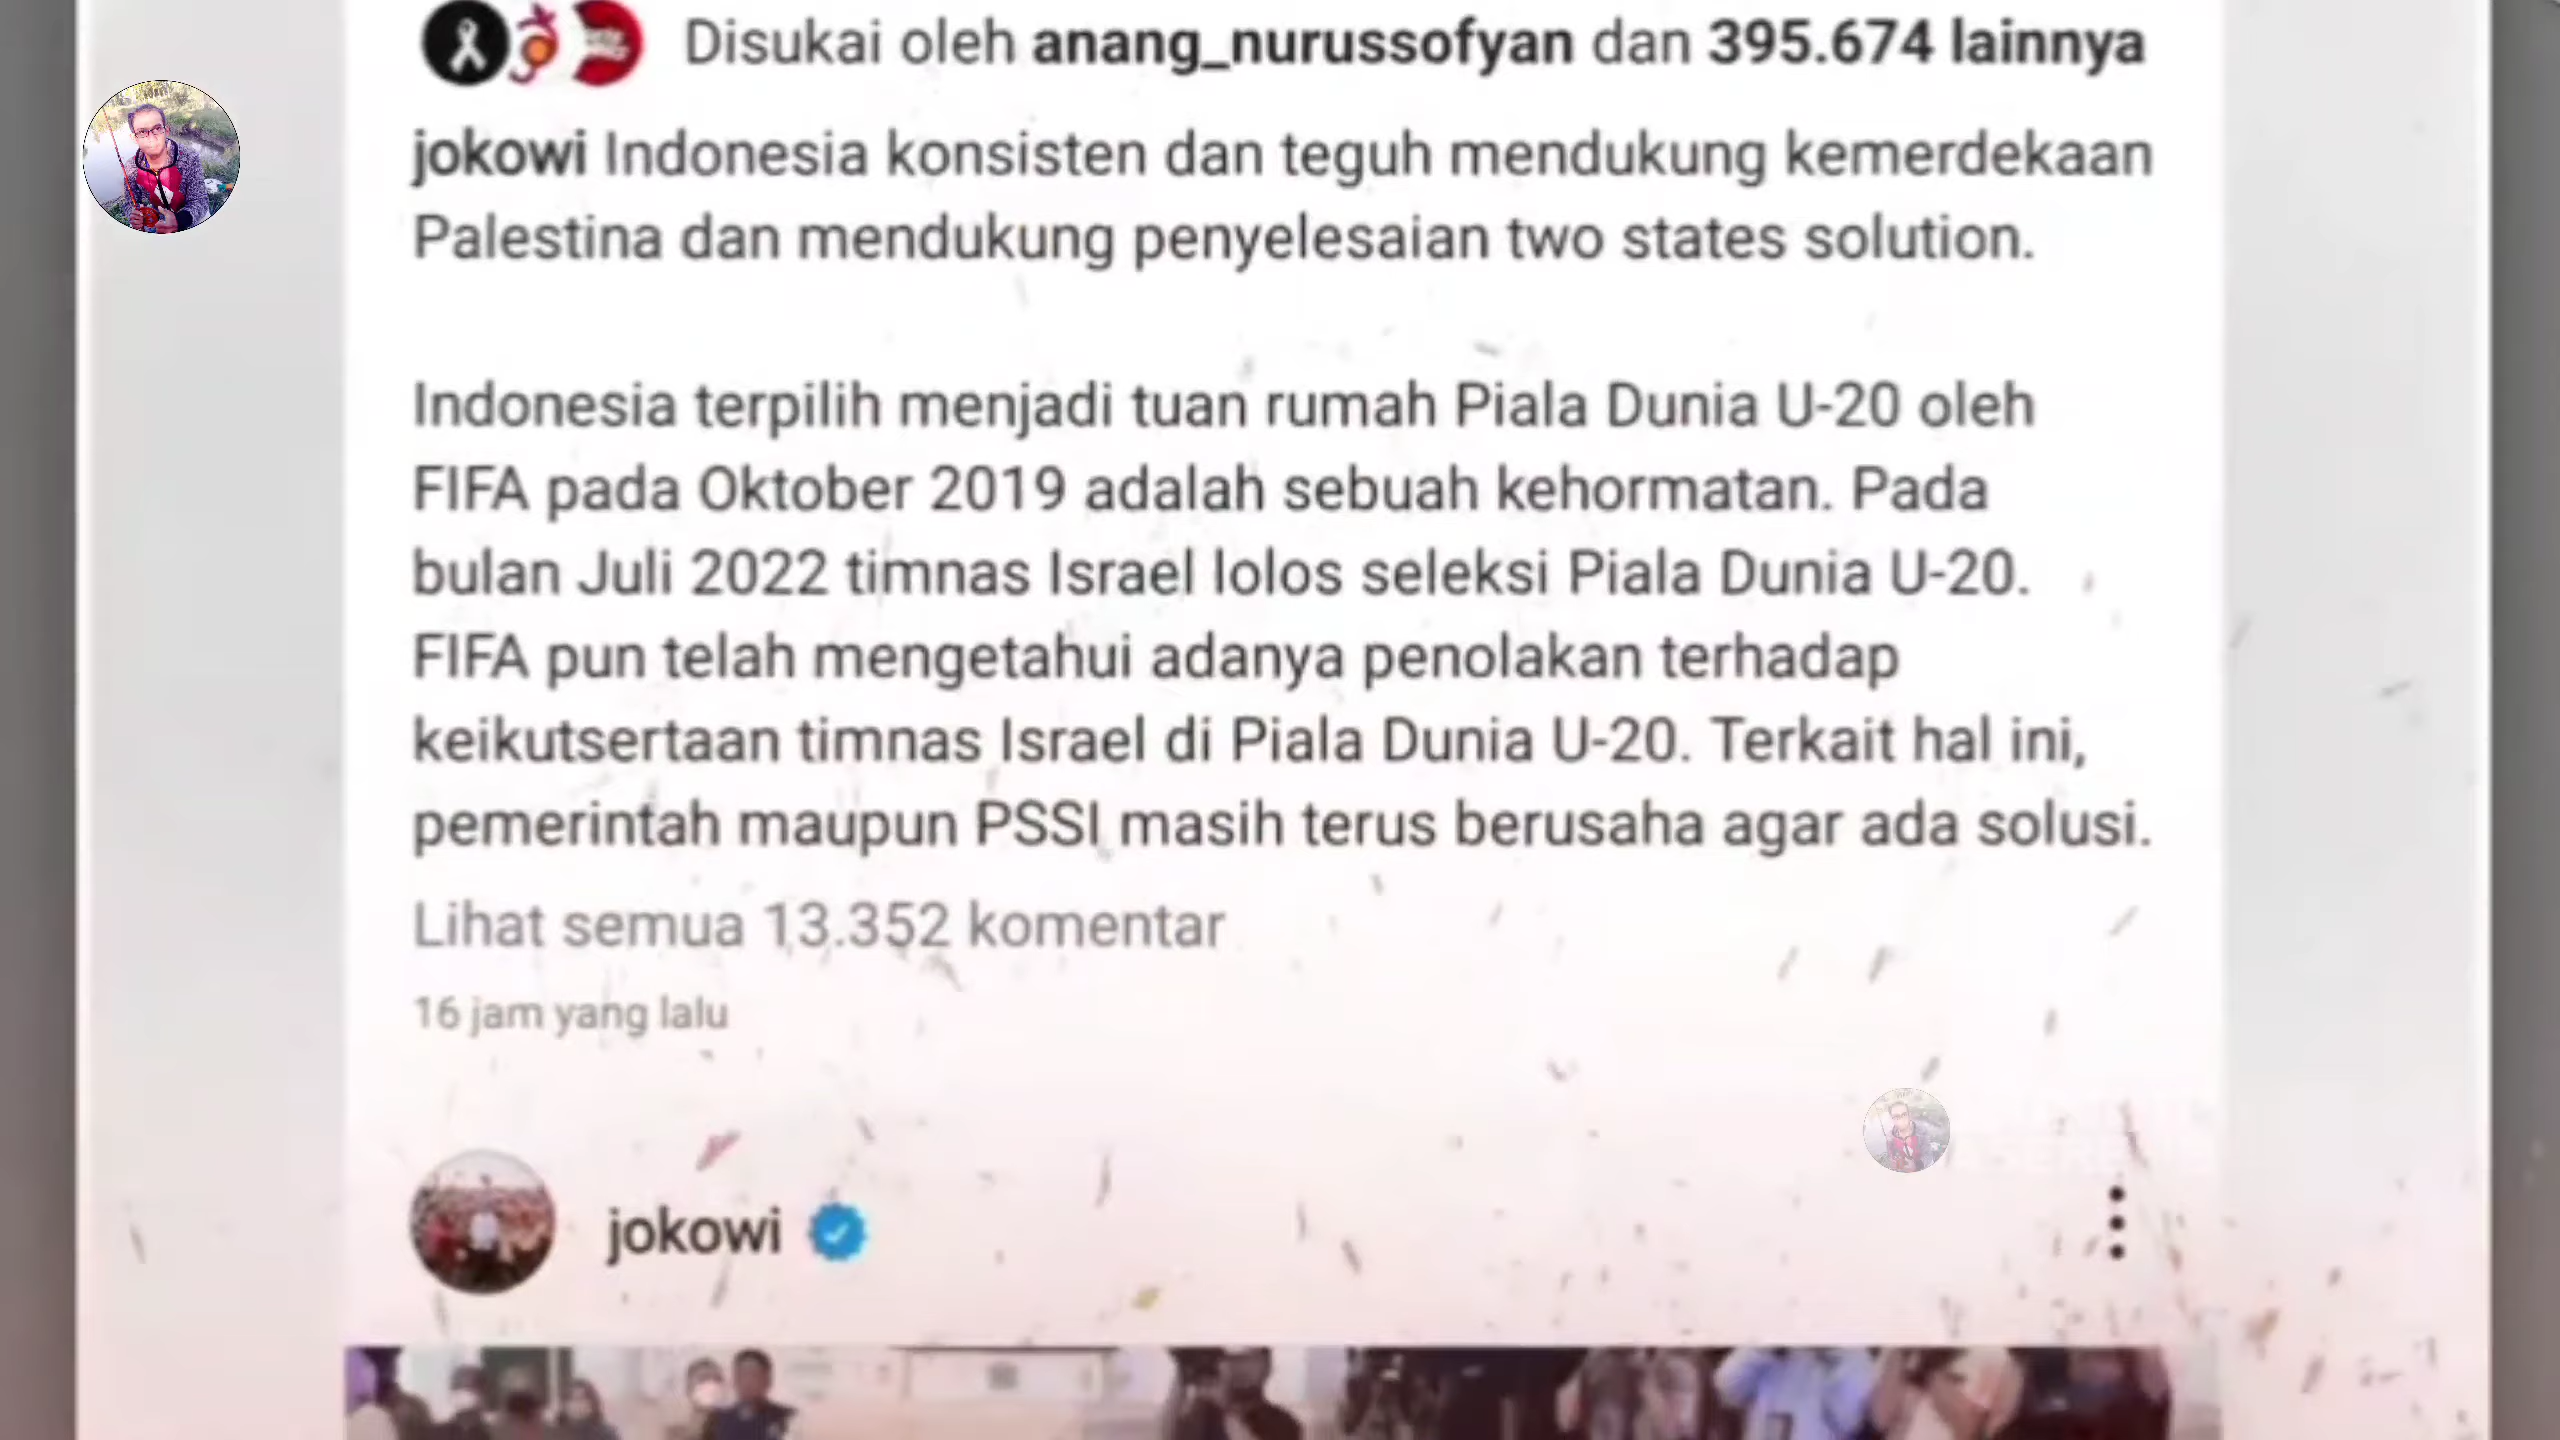 Disukai oleh anang_nurussofyan dan 395.674 lainnya
jokowi Indonesia konsisten dan teguh mendukung kemerdekaan
Palestina dan mendukung penyelesaian two states solution.
Indonesia terpilih menjadi tuan rumah Piala Dunia U-20 oleh
FIFA pada Oktober 2019 adalah sebuah kehormatan. Pada
bulan Juli 2022 timnas Israel lolos seleksi Piala Dunia U-20.
FIFA pun telah mengetahui adanya penolakan terhadap
keikutsertaan timnas Israel di Piala Dunia U-20. Terkait hal ini,
pemerintah maupun PSSI masih terus berusaha agar ada solusi.
Lihat semua 13.352 komentar
16 jam yang lalu
jokowi